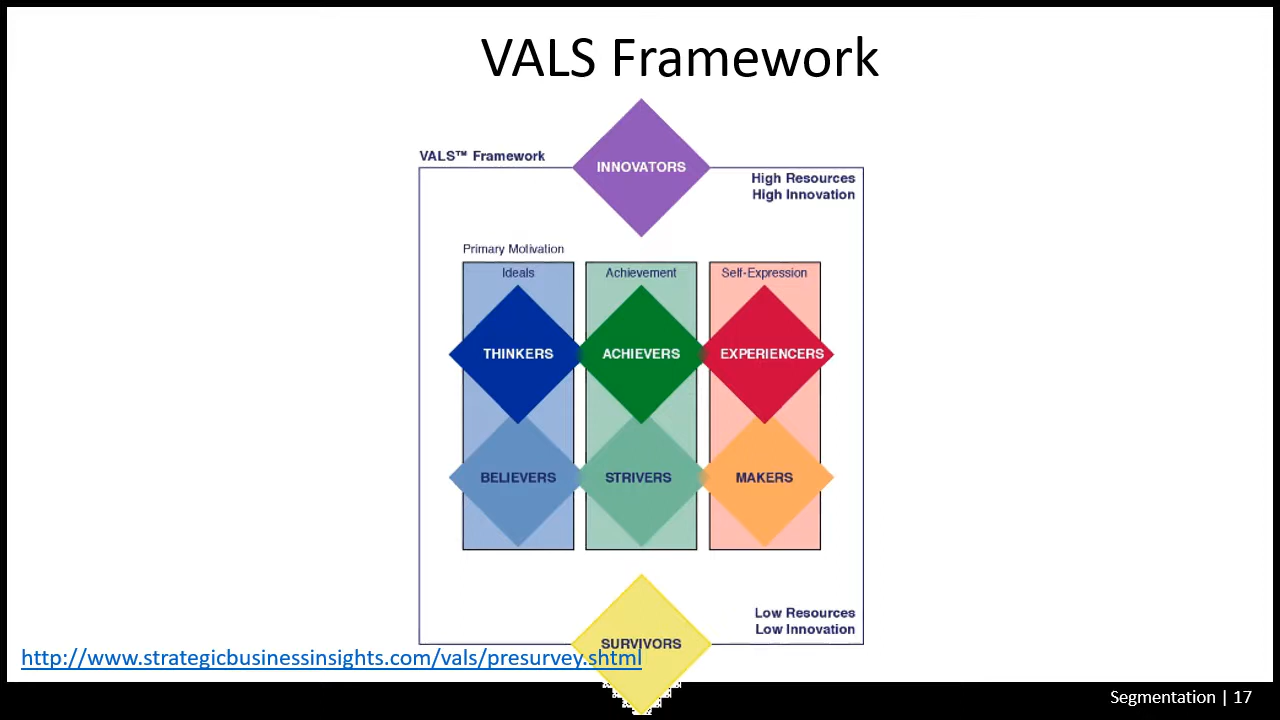 VALS Framework
VALS™ Framework
INNOVATORS
High Resources
High Innovation
Primary Motivation
Ideals
Achievement
Self-Expression
THINKERS
ACHIEVERS
EXPERIENCERS
BELIEVERS
STRIVERS
MAKERS
Low Resources
Low Innovation
SURVIVORS
http://www.strategicbusinessinsights.com/vals/presurvey.shtml
Segmentation | 17